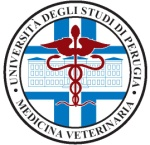 UNIVERSITÀ DEGLI STUDI DI PERUGIA
MEDICINA VETERINARIA